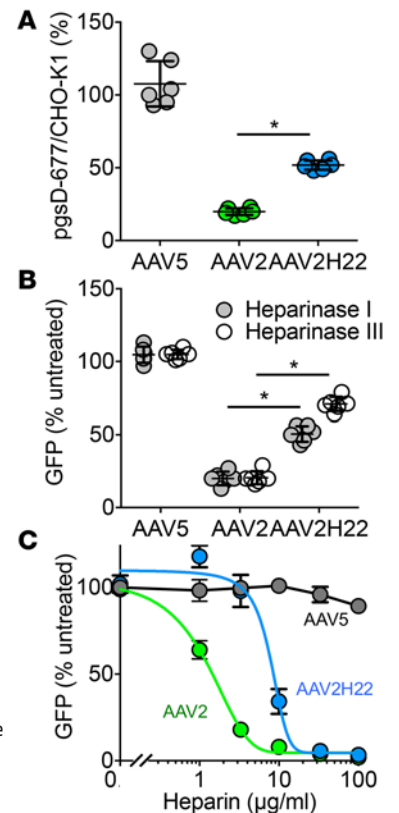 A
pgsD-677/CHO-K1 (%)
150
100
50
0
*
AAV5 AAV2 AAV2H22
B
GFP (% untreated)
150
100
50
0
Heparinase I
Heparinase III
*
*
AAV5 AAV2 AAV2H22
C
GFP (% untreated)
100
50
0
AAV5
AAV2H22
AAV2
0 1 10 100
Heparin (µg/ml)